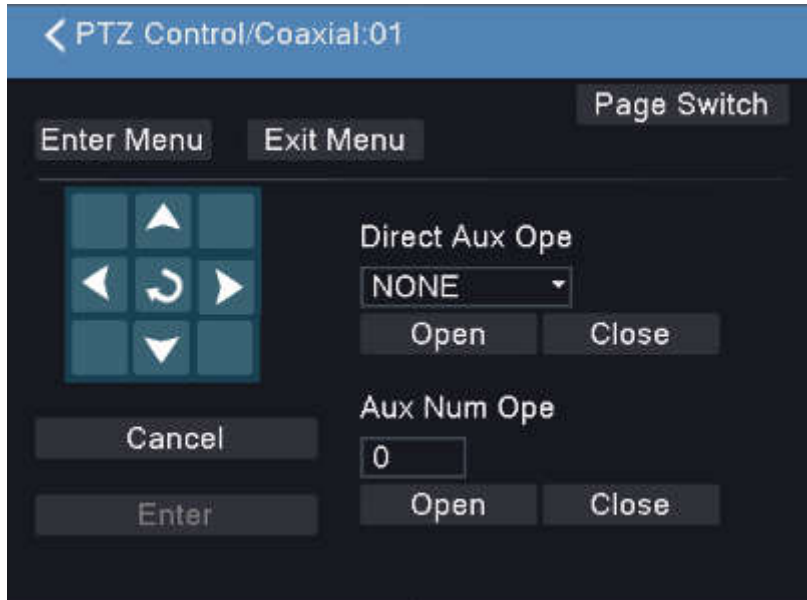 PTZ Control/Coaxial:01
Page Switch
Enter Menu
Exit Menu
Direct Aux Ope
NONE
Open
Close
Aux Num Ope
0
Open
Close
Cancel
Enter